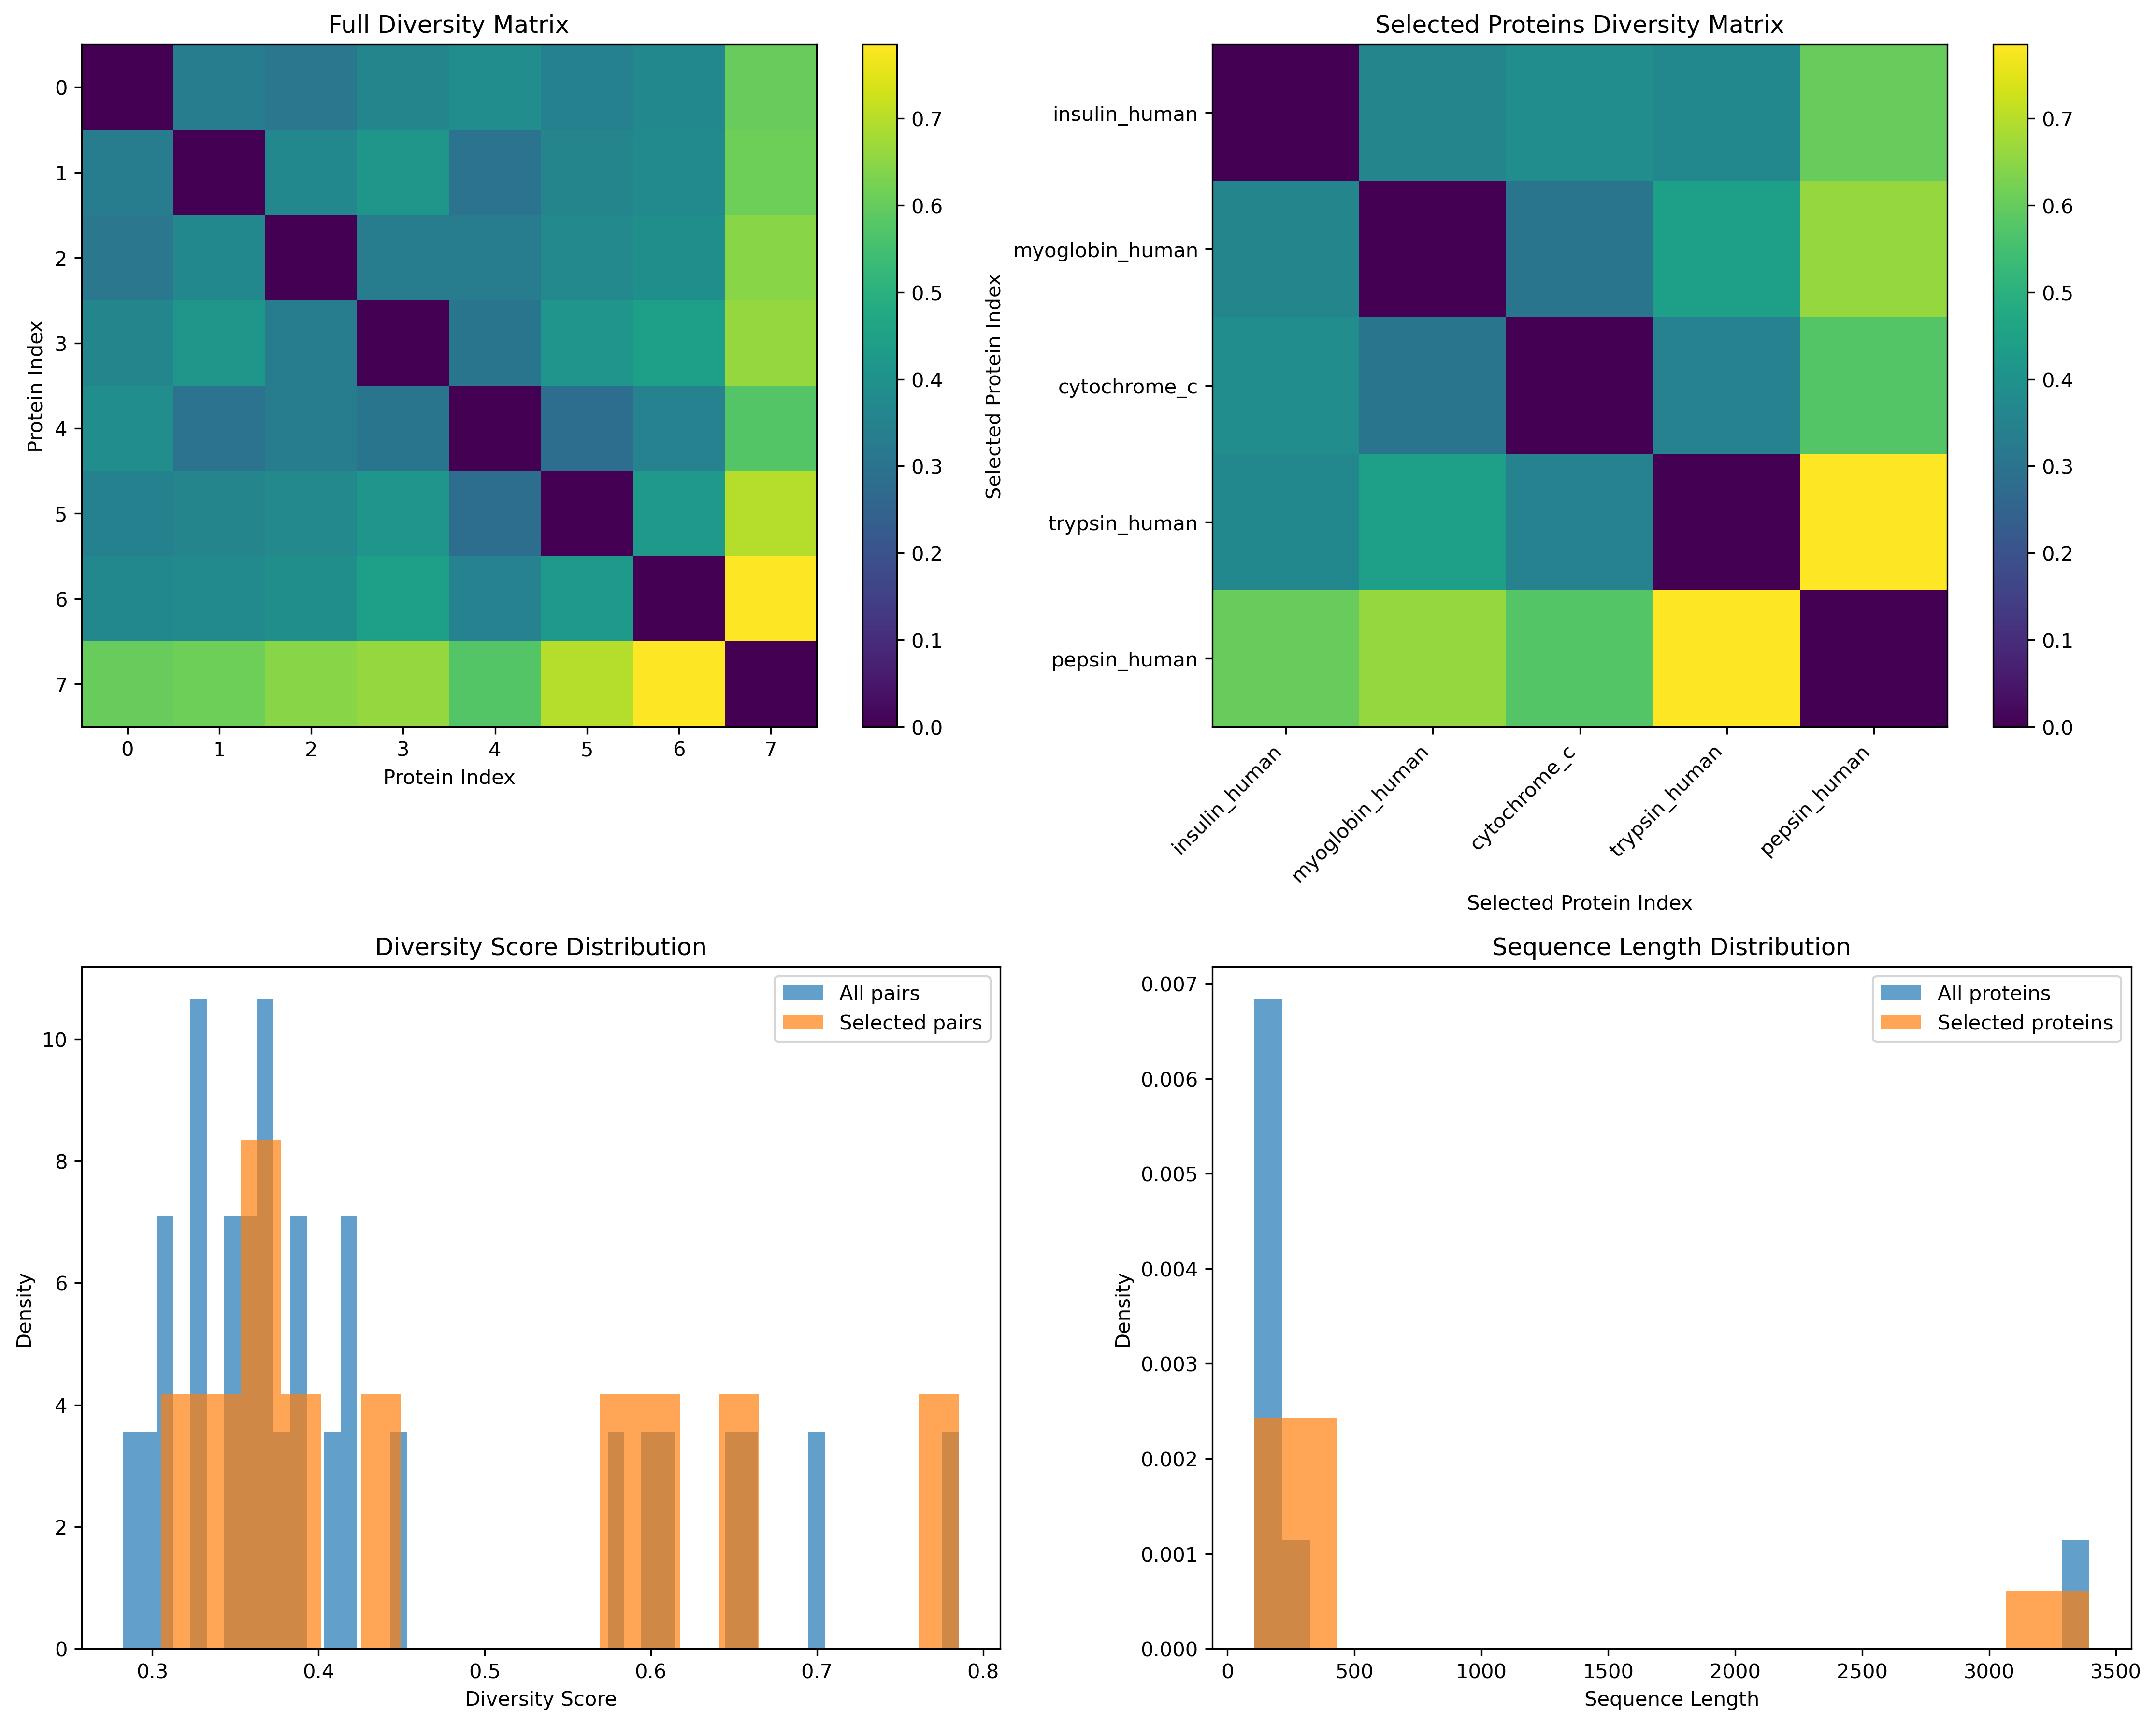 Full Diversity Matrix
Protein Index
0
1
2
3
4
5
6
7
0 1 2 3 4 5 6 7
Protein Index
0.7
0.6
0.5
0.4
0.3
0.2
0.1
0.0
Selected Proteins Diversity Matrix
Selected Protein Index
insulin_human
myoglobin_human
cytochrome_c
trypsin_human
pepsin_human
insulin_human
myoglobin_human
cytochrome_c
trypsin_human
pepsin_human
Selected Protein Index
0.7
0.6
0.5
0.4
0.3
0.2
0.1
0.0
Diversity Score Distribution
All pairs
Selected pairs
Density
10
8
6
4
2
0
0.3 0.4 0.5 0.6 0.7 0.8
Diversity Score
Sequence Length Distribution
All proteins
Selected proteins
Density
0.007
0.006
0.005
0.004
0.003
0.002
0.001
0.000
0 500 1000 1500 2000 2500 3000 3500
Sequence Length